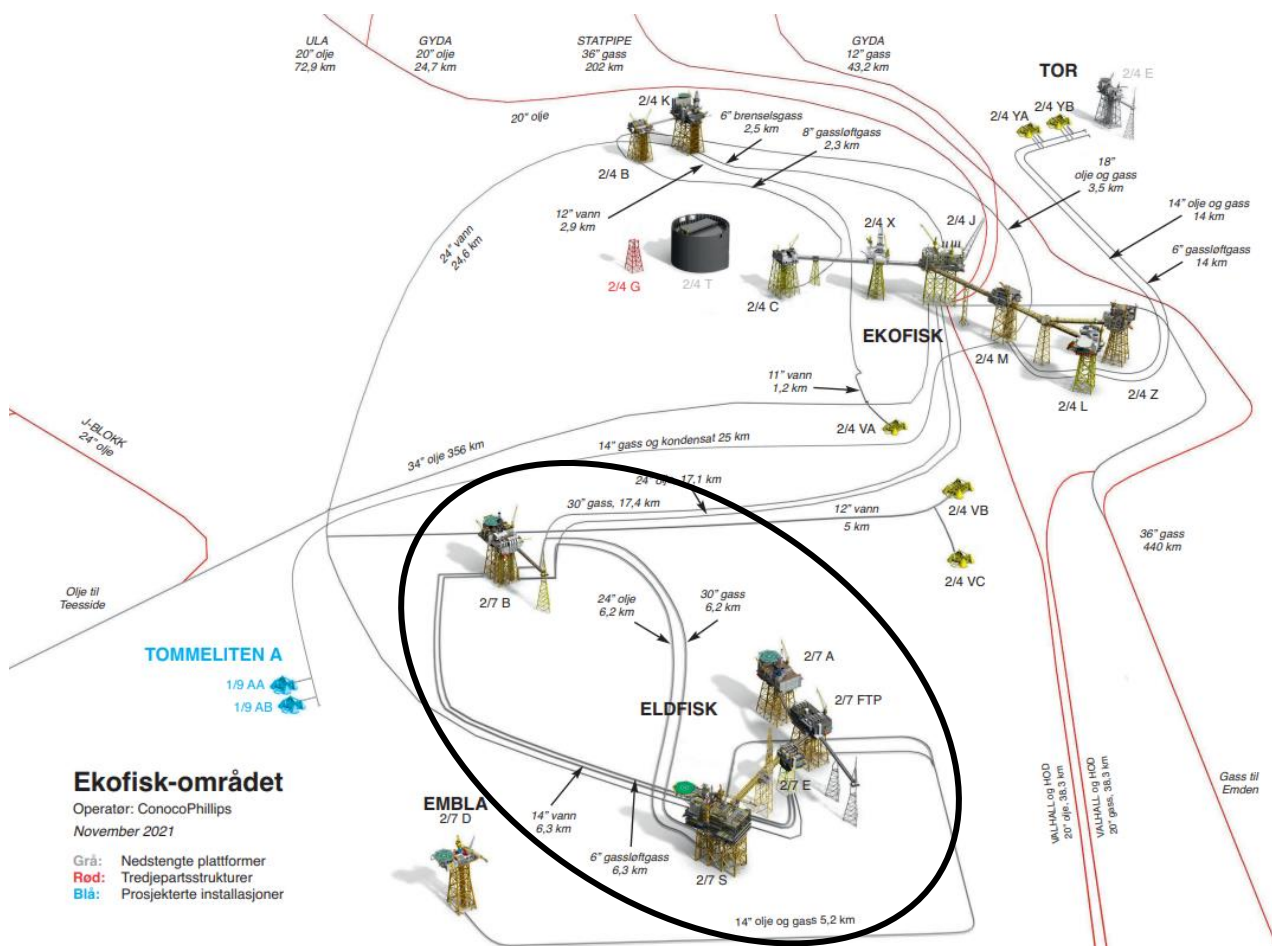 ULA
20” olje
72,9 km
GYDA
20” olje
24,7 km
STATPIPE
36” gass
202 km
GYDA
12” gass
43,2 km
TOR
2/4 E
2/4 YA
2/4 YB
20” olje
2/4 K
2/4 B
6” brenselsgass
2,5 km
8” gassløftgass
2,3 km
12” vann
2,9 km
24” vann
24,6 km
18”
olje og gass
3,5 km
14” olje og gass
14 km
6” gassløftgass
14 km
2/4 G
2/4 T
2/4 C
2/4 X
2/4 J
EKOFISK
2/4 M
2/4 L
2/4 Z
11” vann
1,2 km
2/4 VA
J-BLOKK
24” olje
34” olje 356 km
14” gass og kondensat 25 km
24” olje, 17,1 km
30” gass, 17,4 km
12” vann
5 km
2/4 VB
2/4 VC
36” gass
440 km
Olje til
Teesside
2/7 B
24” olje
6,2 km
30” gass
6,2 km
TOMMELITEN A
1/9 AA
1/9 AB
ELDFISK
2/7 A
2/7 FTP
2/7 E
2/7 S
14” vann
6,3 km
6” gassløftgass
6,3 km
EMBLA
2/7 D
14” olje og gass 5,2 km
VALHALL og HOD
20” olje, 38.3 km
VALHALL og HOD
20” gass, 38.3 km
Gass til
Emden
Ekofisk-området
Operatør: ConocoPhillips
November 2021
Grå: Nedstengte plattformer
Rød: Tredjepartsstrukturer
Blå: Prosjekterte installasjoner